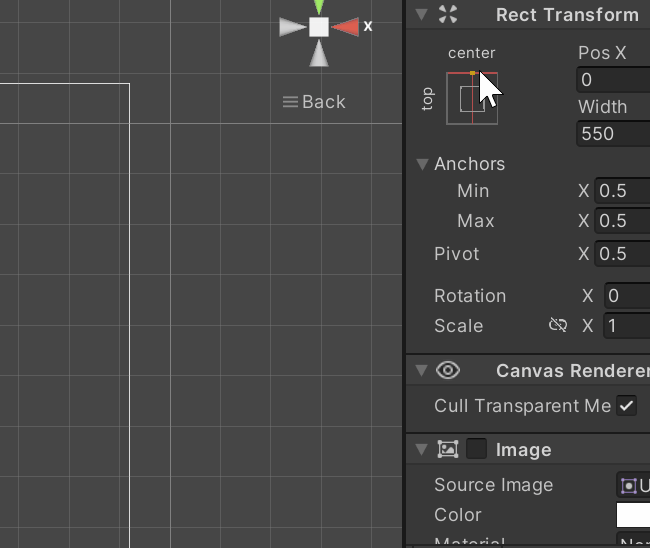 x
Back
Rect Transform
center
top
Pos X
0
Width
550
Anchors
Min X 0.5
Max X 0.5
Pivot X 0.5
Rotation X 0
Scale X 1
Canvas Renderer
Cull Transparent Me
Image
Source Image U
Color
Material